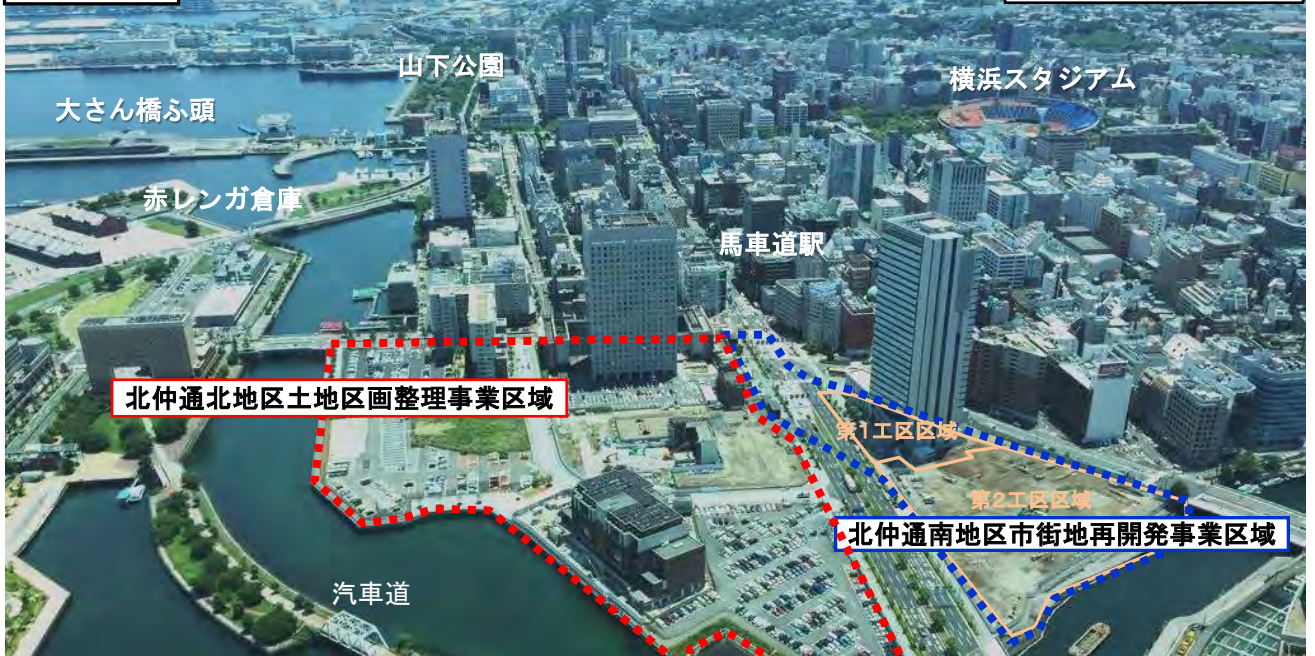 山下公園
横浜スタジアム
大さん橋ふ頭
赤レンガ倉庫
馬車道駅
北仲通北地区土地区画整理事業区域
第1工区区域
第2工区区域
北仲通南地区市街地再開発事業区域
汽車道